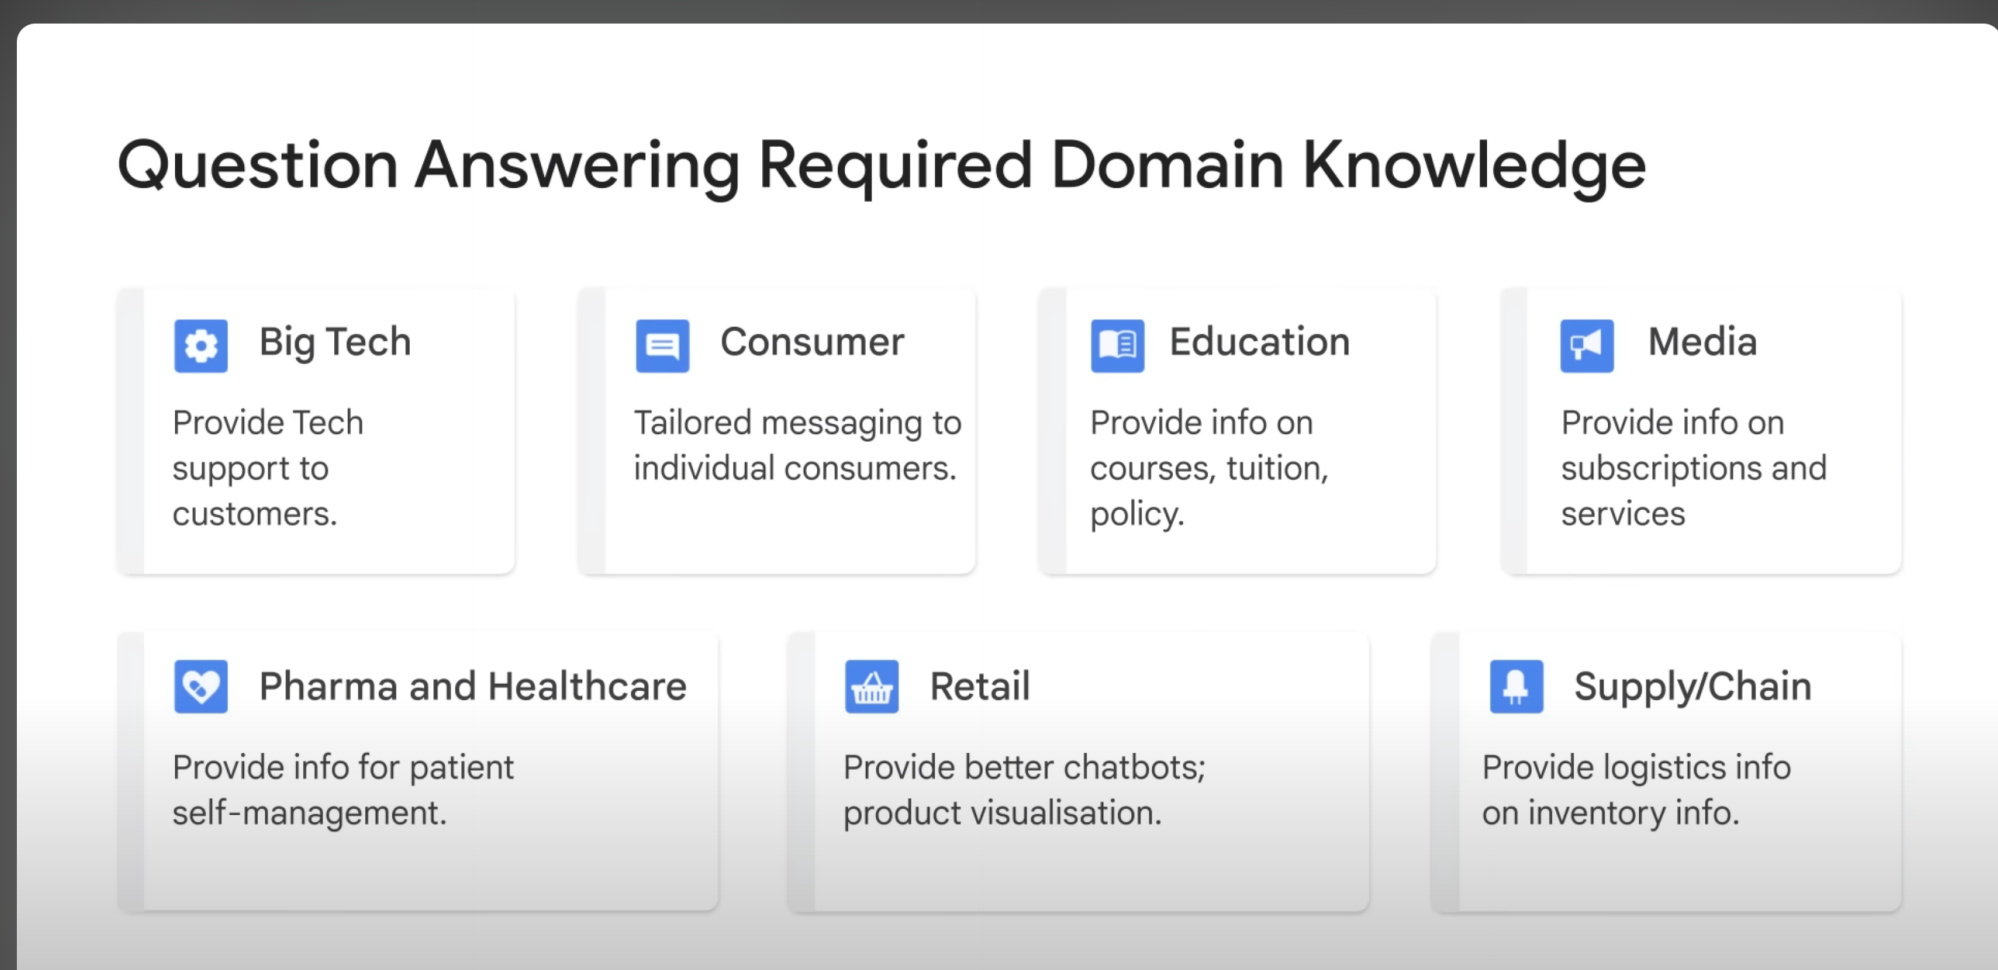 Question Answering Required Domain Knowledge
Big Tech
Provide Tech
support to
customers.
Consumer
Tailored messaging to
individual consumers.
Education
Provide info on
courses, tuition,
policy.
Media
Provide info on
subscriptions and
services
Pharma and Healthcare
Provide info for patient
self-management.
Retail
Provide better chatbots;
product visualisation.
Supply/Chain
Provide logistics info
on inventory info.